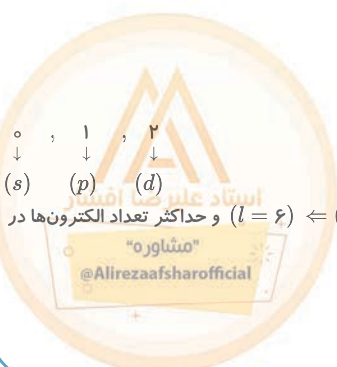 ۰ , ۱ , ۲
↓ ↓ ↓
(s) (p) (d)
استاد علیرضا افشار
⇐ (l = ۶) و حداکثر تعداد الکترون‌ها در
"مشاوره"
@Alirezaafsharofficial